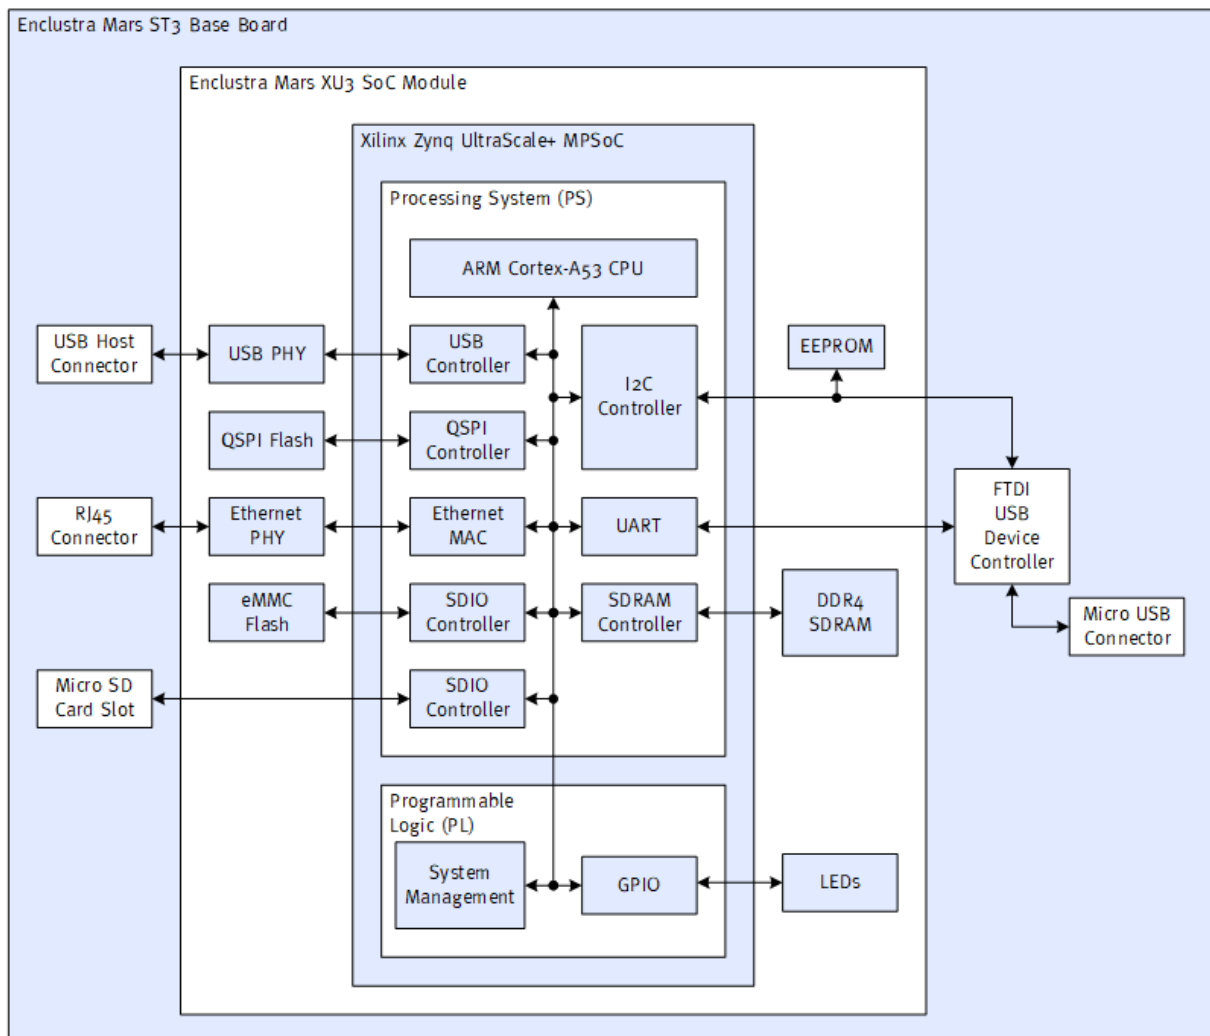 Enclustra Mars ST3 Base Board
Enclustra Mars XU3 SoC Module
Xilinx Zynq UltraScale+ MPSoC
Processing System (PS)
ARM Cortex-A53 CPU
USB Host
Connector
USB PHY
USB
Controller
I2C
Controller
EEPROM
QSPI Flash
QSPI
Controller
RJ45
Connector
Ethernet
PHY
Ethernet
MAC
UART
FTDI
USB
Device
Controller
eMMC
Flash
SDIO
Controller
SDRAM
Controller
DDR4
SDRAM
Micro USB
Connector
Micro SD
Card Slot
SDIO
Controller
Programmable
Logic (PL)
System
Management
GPIO
LEDs